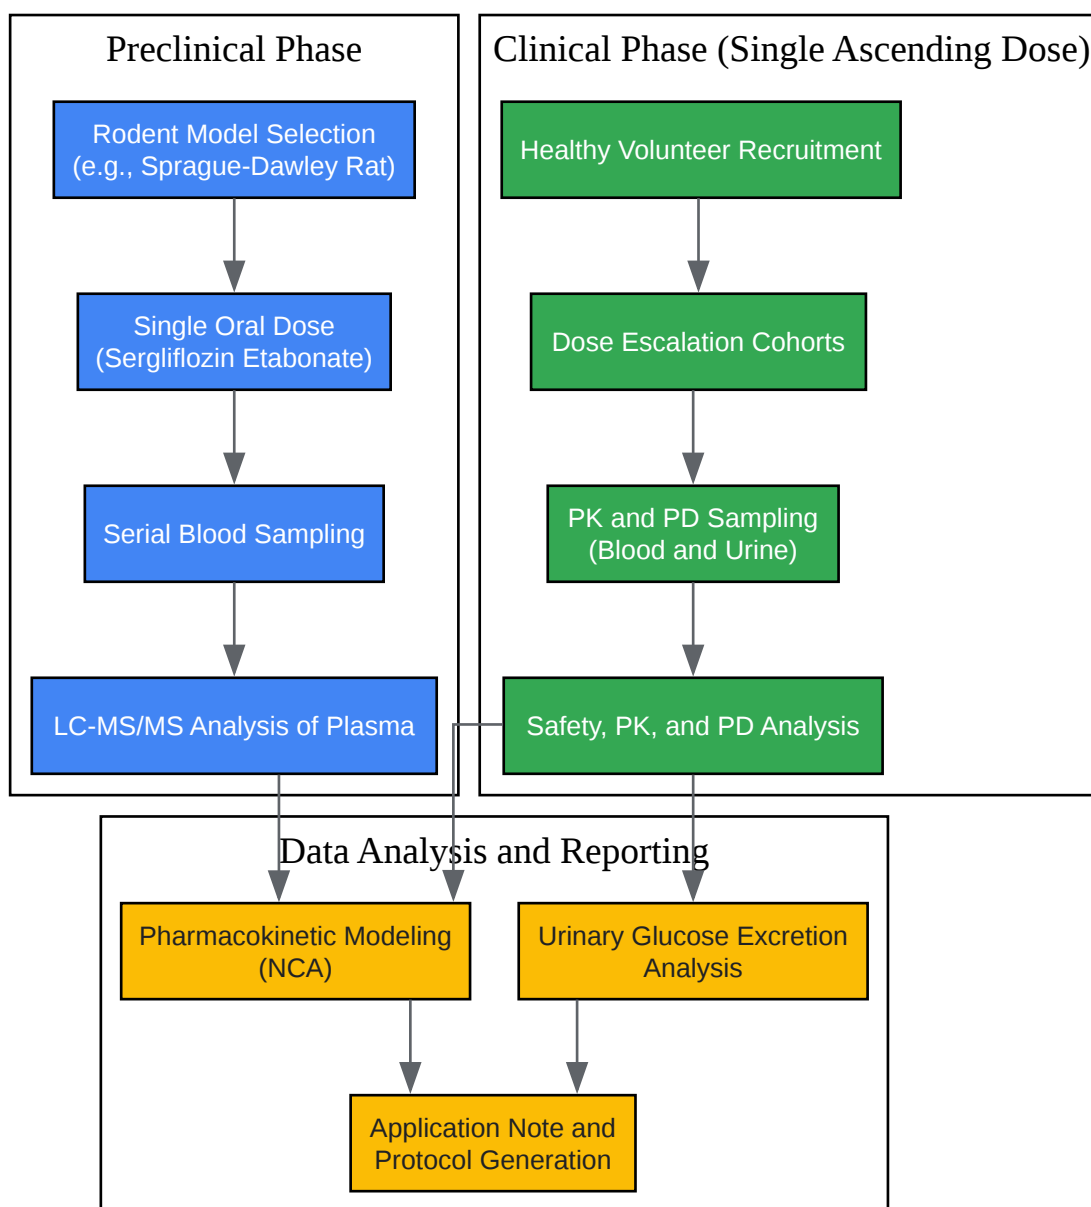 Preclinical Phase
Rodent Model Selection
(e.g., Sprague-Dawley Rat)
Single Oral Dose
(Sergliflozin Etabonate)
Serial Blood Sampling
LC-MS/MS Analysis of Plasma
Clinical Phase (Single Ascending Dose)
Healthy Volunteer Recruitment
Dose Escalation Cohorts
PK and PD Sampling
(Blood and Urine)
Safety, PK, and PD Analysis
Data Analysis and Reporting
Pharmacokinetic Modeling
(NCA)
Urinary Glucose Excretion
Analysis
Application Note and
Protocol Generation